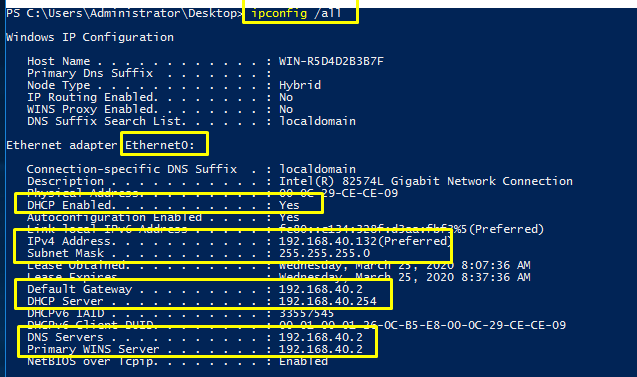 PS C:\Users\Administrator\Desktop> ipconfig /all
Windows IP Configuration
Host Name . . . . . . . . . . . . : WIN-R5D4D2B3B7F
Primary Dns Suffix . . . . . . . :
Node Type . . . . . . . . . . . . : Hybrid
IP Routing Enabled. . . . . . . . : No
WINS Proxy Enabled. . . . . . . . : No
DNS Suffix Search List. . . . . . : localdomain
Ethernet adapter Ethernet0:
Connection-specific DNS Suffix . : localdomain
Description . . . . . . . . . . . : Intel(R) 82574L Gigabit Network Connection
Physical Address. . . . . . . . . : 00-0C-29-CE-CE-09
DHCP Enabled. . . . . . . . . . . : Yes
Autoconfiguration Enabled . . . . : Yes
Link-local IPv6 Address . . . . . : (Preferred)
IPv4 Address. . . . . . . . . . . : 192.168.40.132(Preferred)
Subnet Mask . . . . . . . . . . . : 255.255.255.0
Lease Obtained. . . . . . . . . . : Wednesday, March 25, 2020 8:07:36 AM
Lease Expires . . . . . . . . . . : Wednesday, March 25, 2020 8:37:36 AM
Default Gateway . . . . . . . . . : 192.168.40.2
DHCP Server . . . . . . . . . . . : 192.168.40.254
DHCPv6 IAID . . . . . . . . . . . : 33557545
DHCPv6 Client DUID. . . . . . . . : 00-01-00-01-26-0C-B5-E8-00-0C-29-CE-CE-09
DNS Servers . . . . . . . . . . . : 192.168.40.2
Primary WINS Server . . . . . . . : 192.168.40.2
NetBIOS over Tcpip. . . . . . . . : Enabled